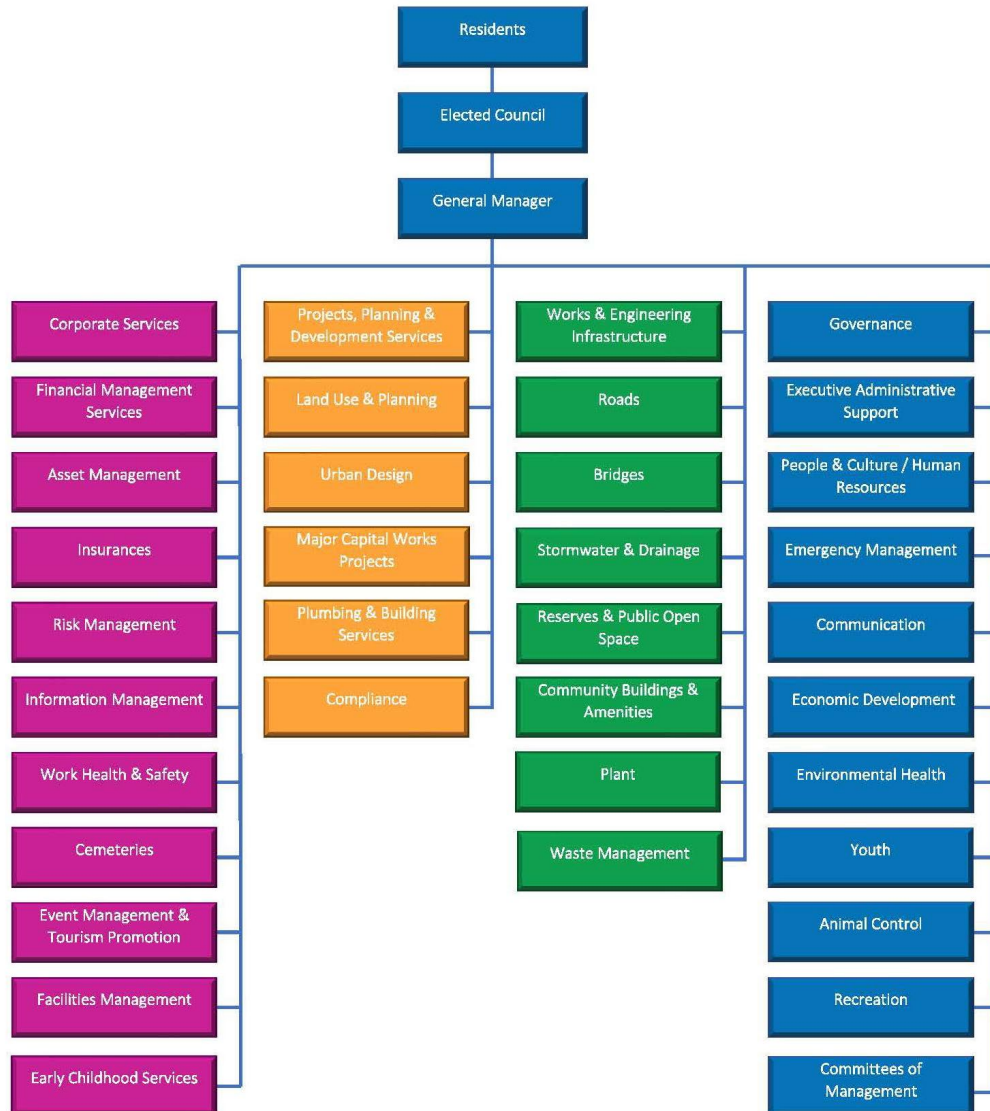 Residents
Elected Council
General Manager
Corporate Services
Financial Management
Services
Asset Management
Insurances
Risk Management
Information Management
Work Health & Safety
Cemeteries
Event Management &
Tourism Promotion
Facilities Management
Early Childhood Services
Projects, Planning &
Development Services
Land Use & Planning
Urban Design
Major Capital Works
Projects
Plumbing & Building
Services
Compliance
Works & Engineering
Infrastructure
Roads
Bridges
Stormwater & Drainage
Reserves & Public Open
Space
Community Buildings &
Amenities
Plant
Waste Management
Governance
Executive Administrative
Support
People & Culture / Human
Resources
Emergency Management
Communication
Economic Development
Environmental Health
Youth
Animal Control
Recreation
Committees of
Management